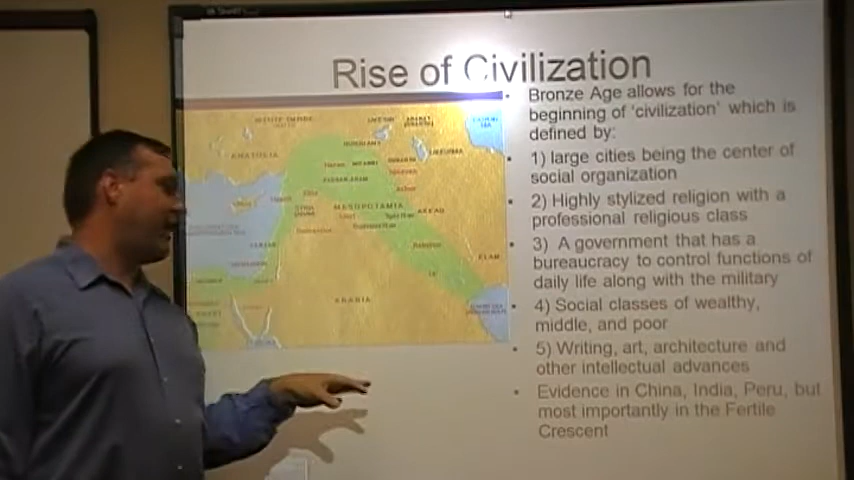 Rise of Civilization
Bronze Age allows for the
beginning of 'civilization' which is
defined by:
1) large cities being the center of
social organization
2) Highly stylized religion with a
professional religious class
3) A government that has a
bureaucracy to control functions of
daily life along with the military
4) Social classes of wealthy,
middle, and poor
5) Writing, art, architecture and
other intellectual advances
Evidence in China, India, Peru, but
most importantly in the Fertile
Crescent
ANATOLIA
MESOPOTAMIA
AKKAD
ELAM
ARABIA